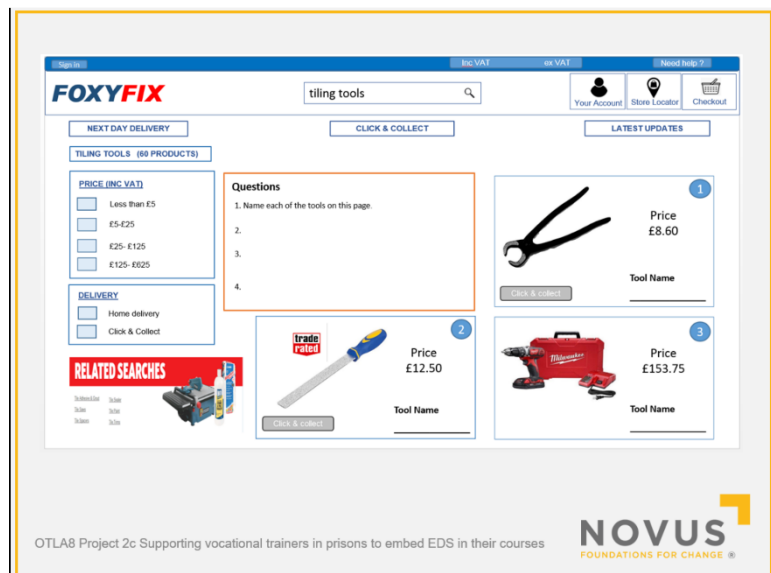 Sign in
Inc VAT
ex VAT
Need help ?
FOXYFIX
tiling tools
Your Account
Store Locator
Checkout
NEXT DAY DELIVERY
CLICK & COLLECT
LATEST UPDATES
TILING TOOLS (60 PRODUCTS)
PRICE (INC VAT)
Less than £5
£5-£25
£25- £125
£125- £625
DELIVERY
Home delivery
Click & Collect
RELATED SEARCHES
Questions
1. Name each of the tools on this page.
2.
3.
4.
1
Price
£8.60
Tool Name
Click & collect
2
trade
rated
Price
£12.50
Tool Name
Click & collect
3
Milwaukee
Price
£153.75
Tool Name
OTLA8 Project 2c Supporting vocational trainers in prisons to embed EDS in their courses
NOVUS
FOUNDATIONS FOR CHANGE ®